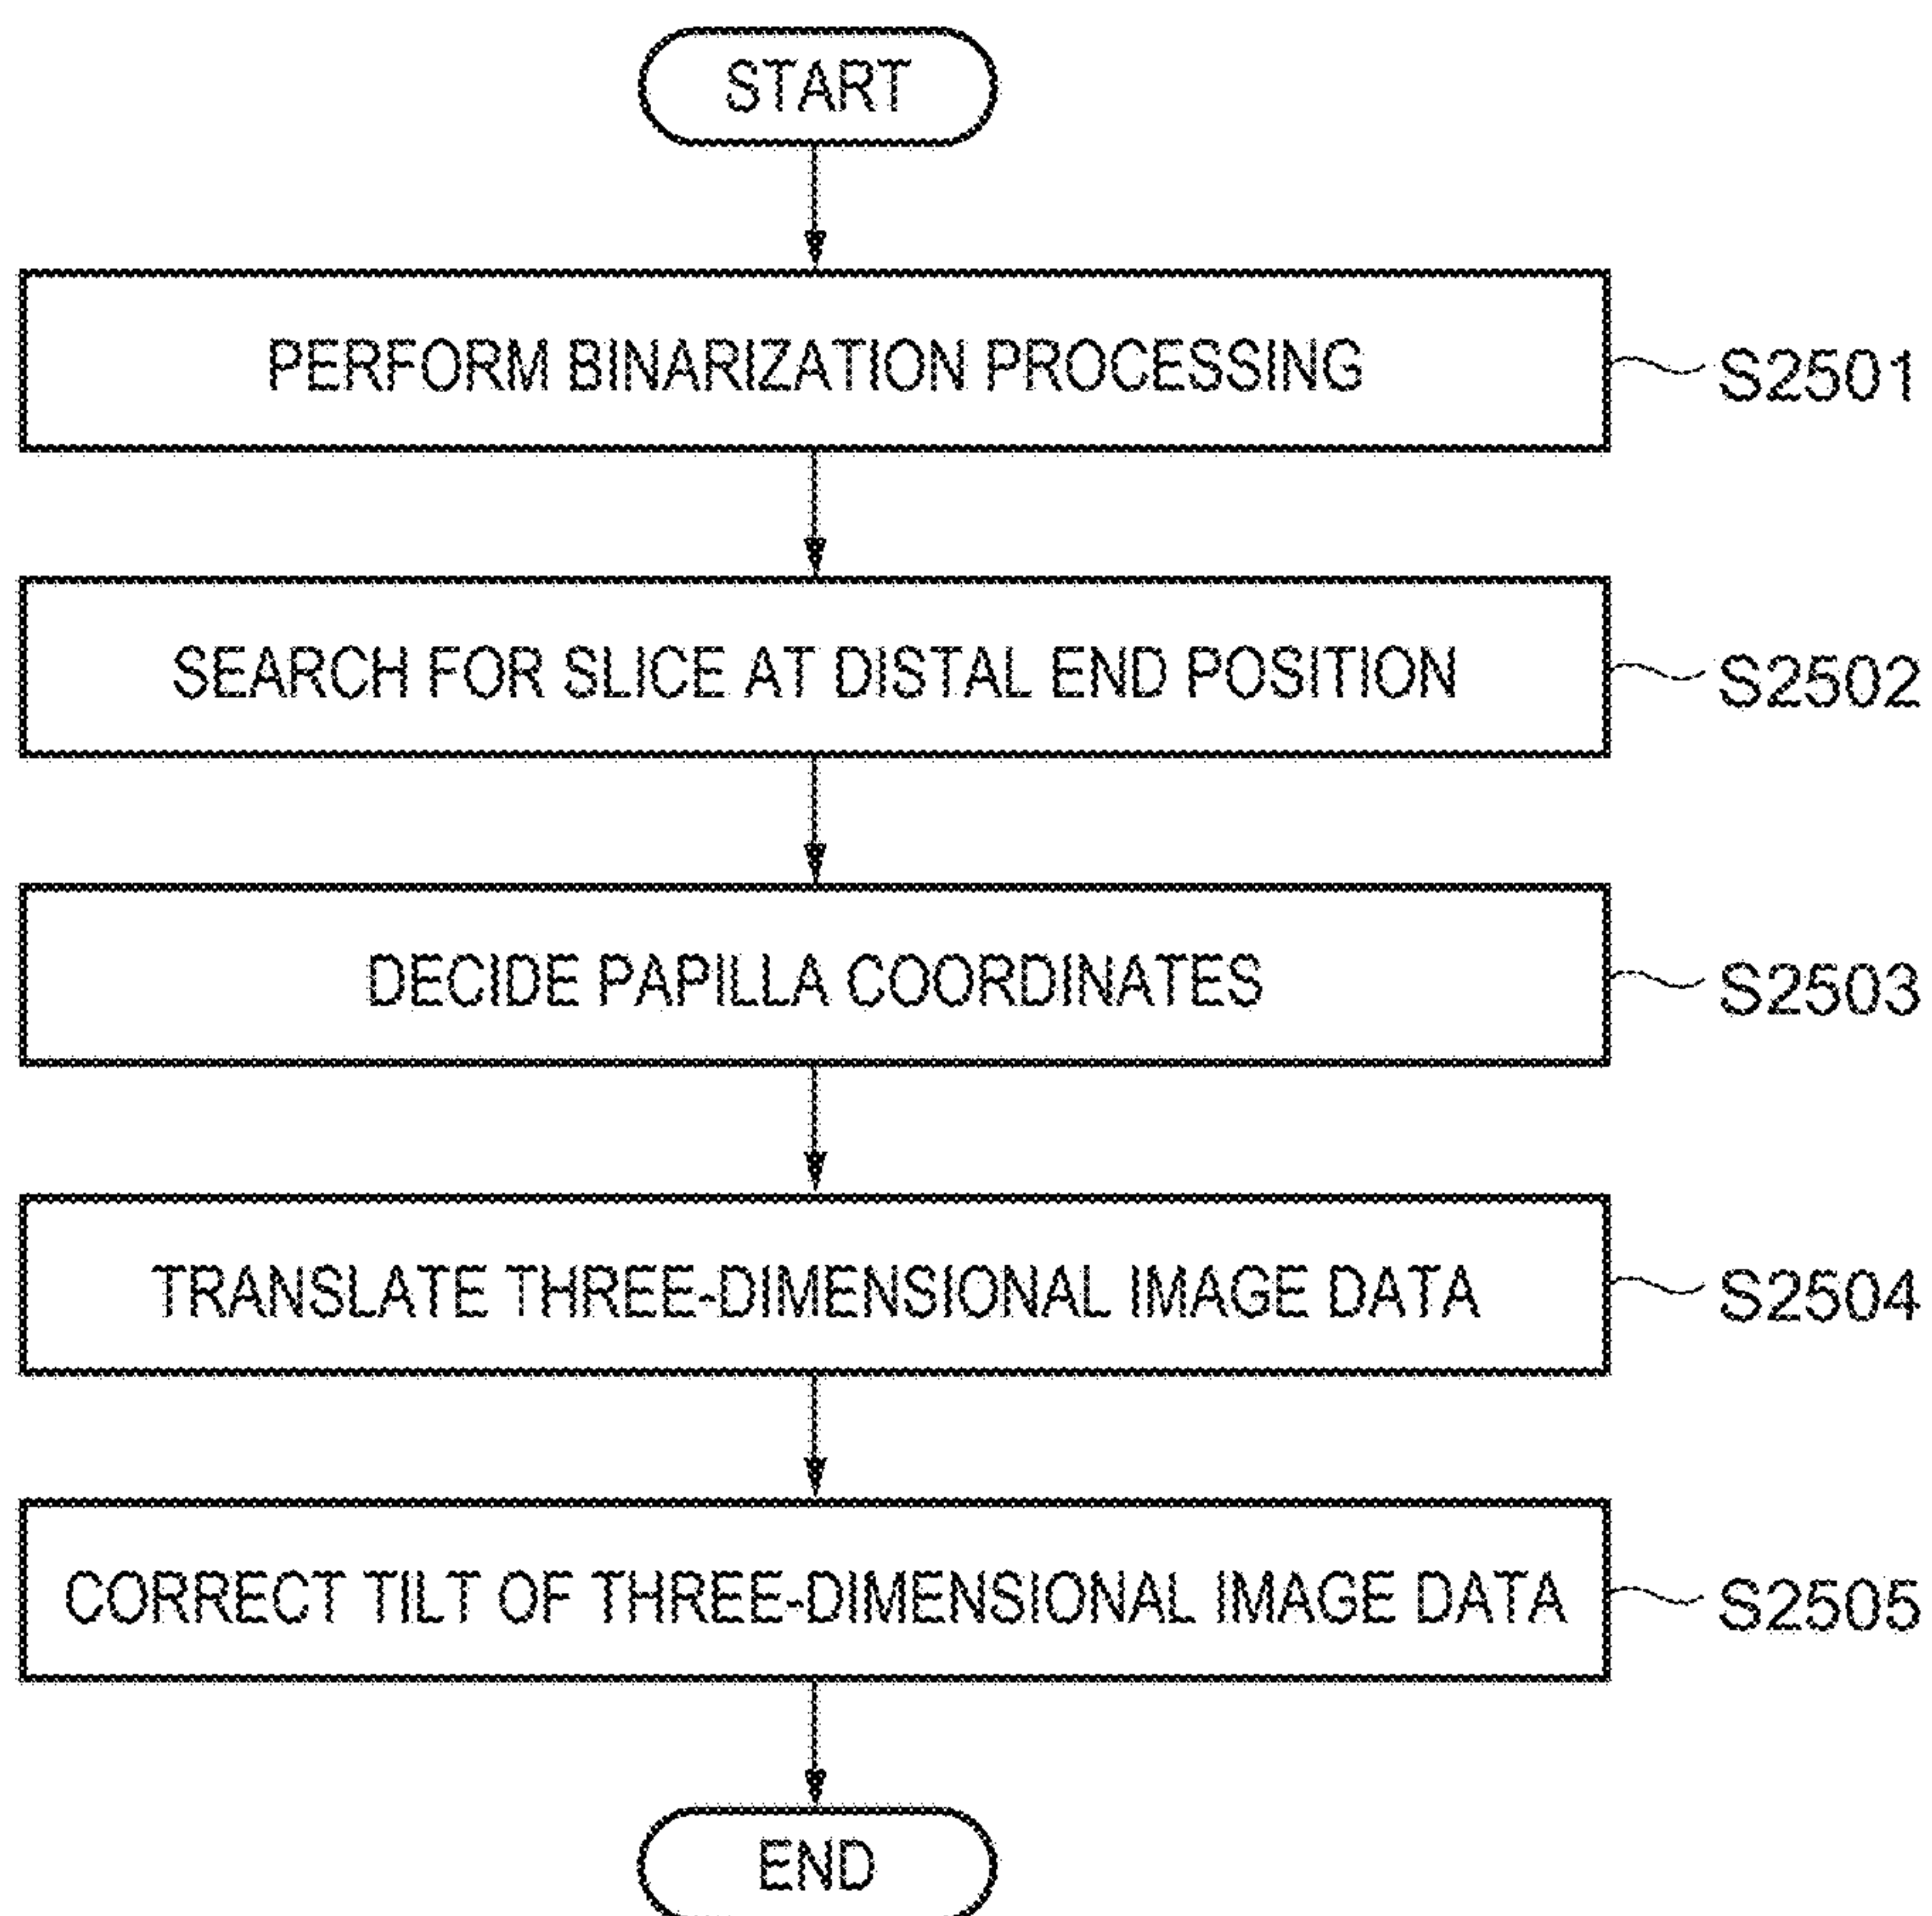 START
PERFORM BINARIZATION PROCESSING
S2501
SEARCH FOR SLICE AT DISTAL END POSITION
S2502
DECIDE PAPILLA COORDINATES
S2503
TRANSLATE THREE-DIMENSIONAL IMAGE DATA
S2504
CORRECT TILT OF THREE-DIMENSIONAL IMAGE DATA
S2505
END